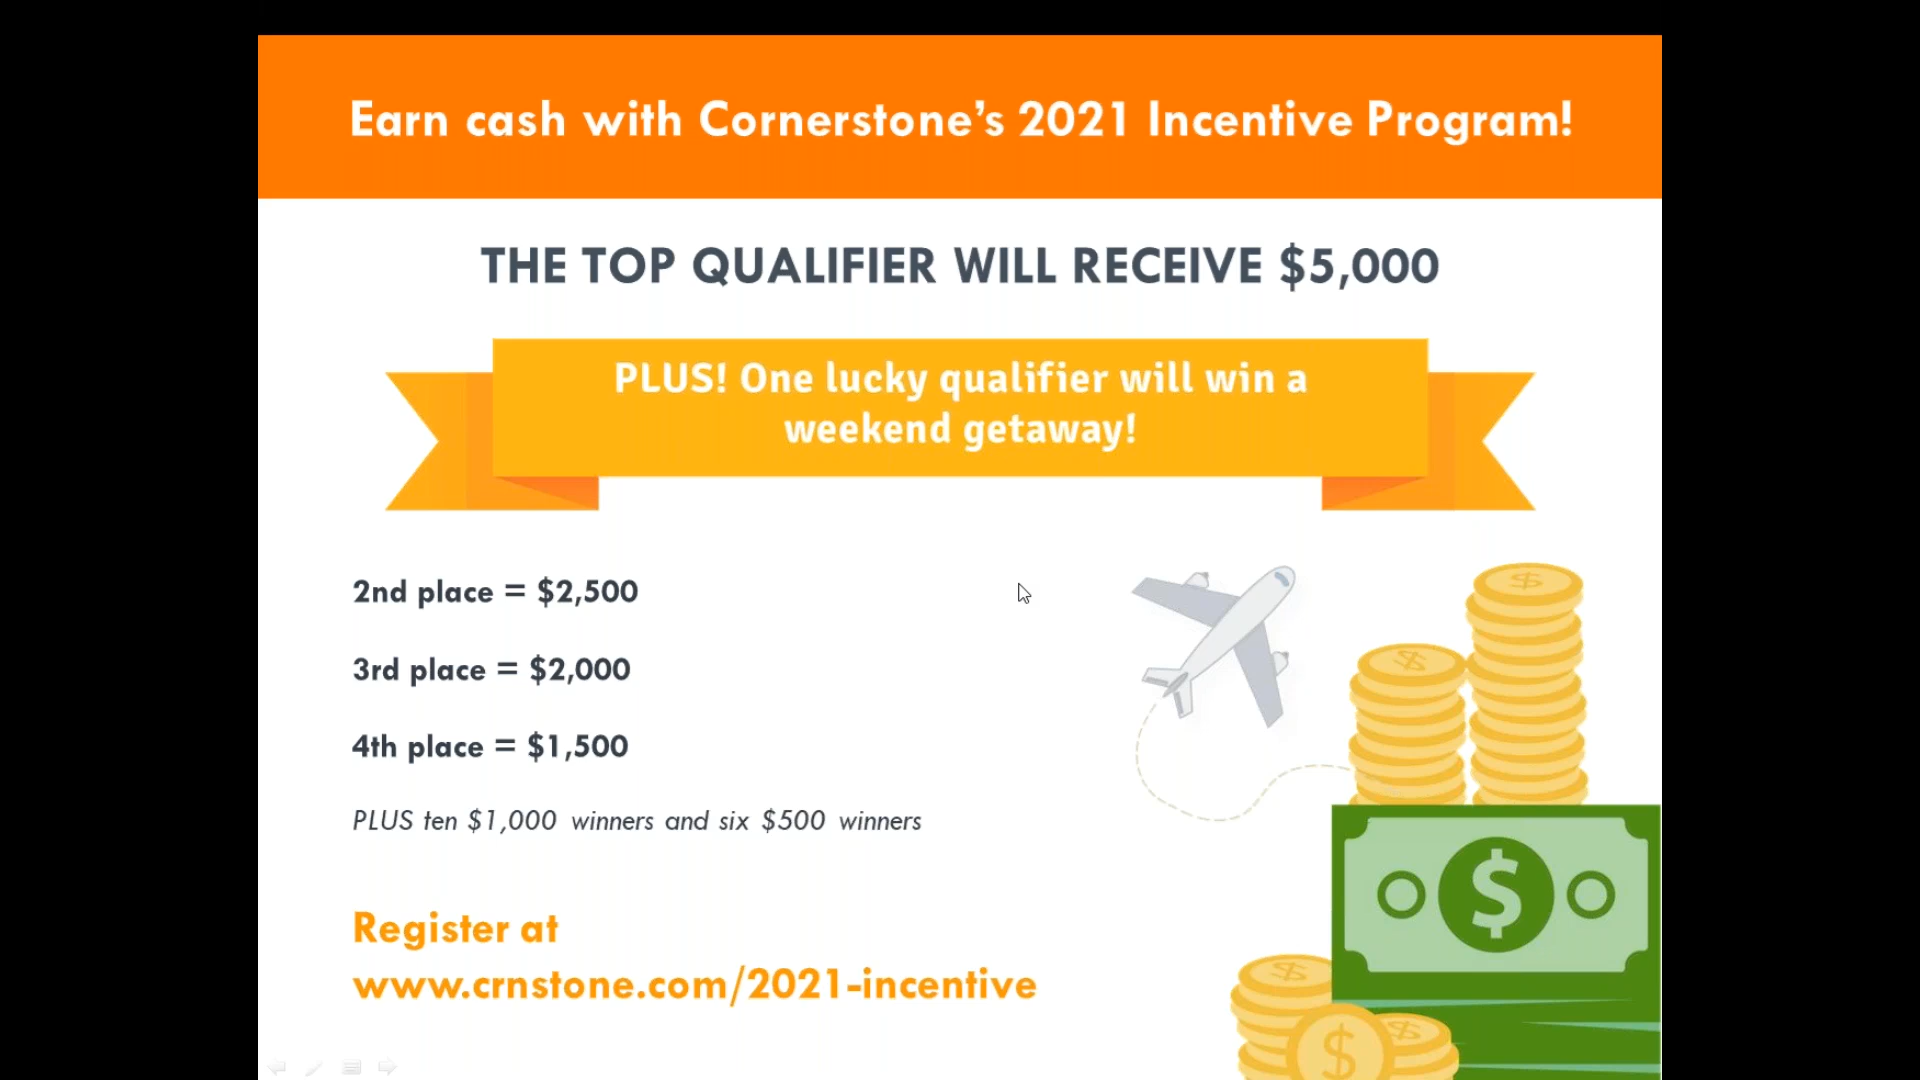 Earn cash with Cornerstone’s 2021 Incentive Program!
THE TOP QUALIFIER WILL RECEIVE $5,000
PLUS! One lucky qualifier will win a
weekend getaway!
2nd place = $2,500
3rd place = $2,000
4th place = $1,500
PLUS ten $1,000 winners and six $500 winners
Register at
www.crnstone.com/2021-incentive